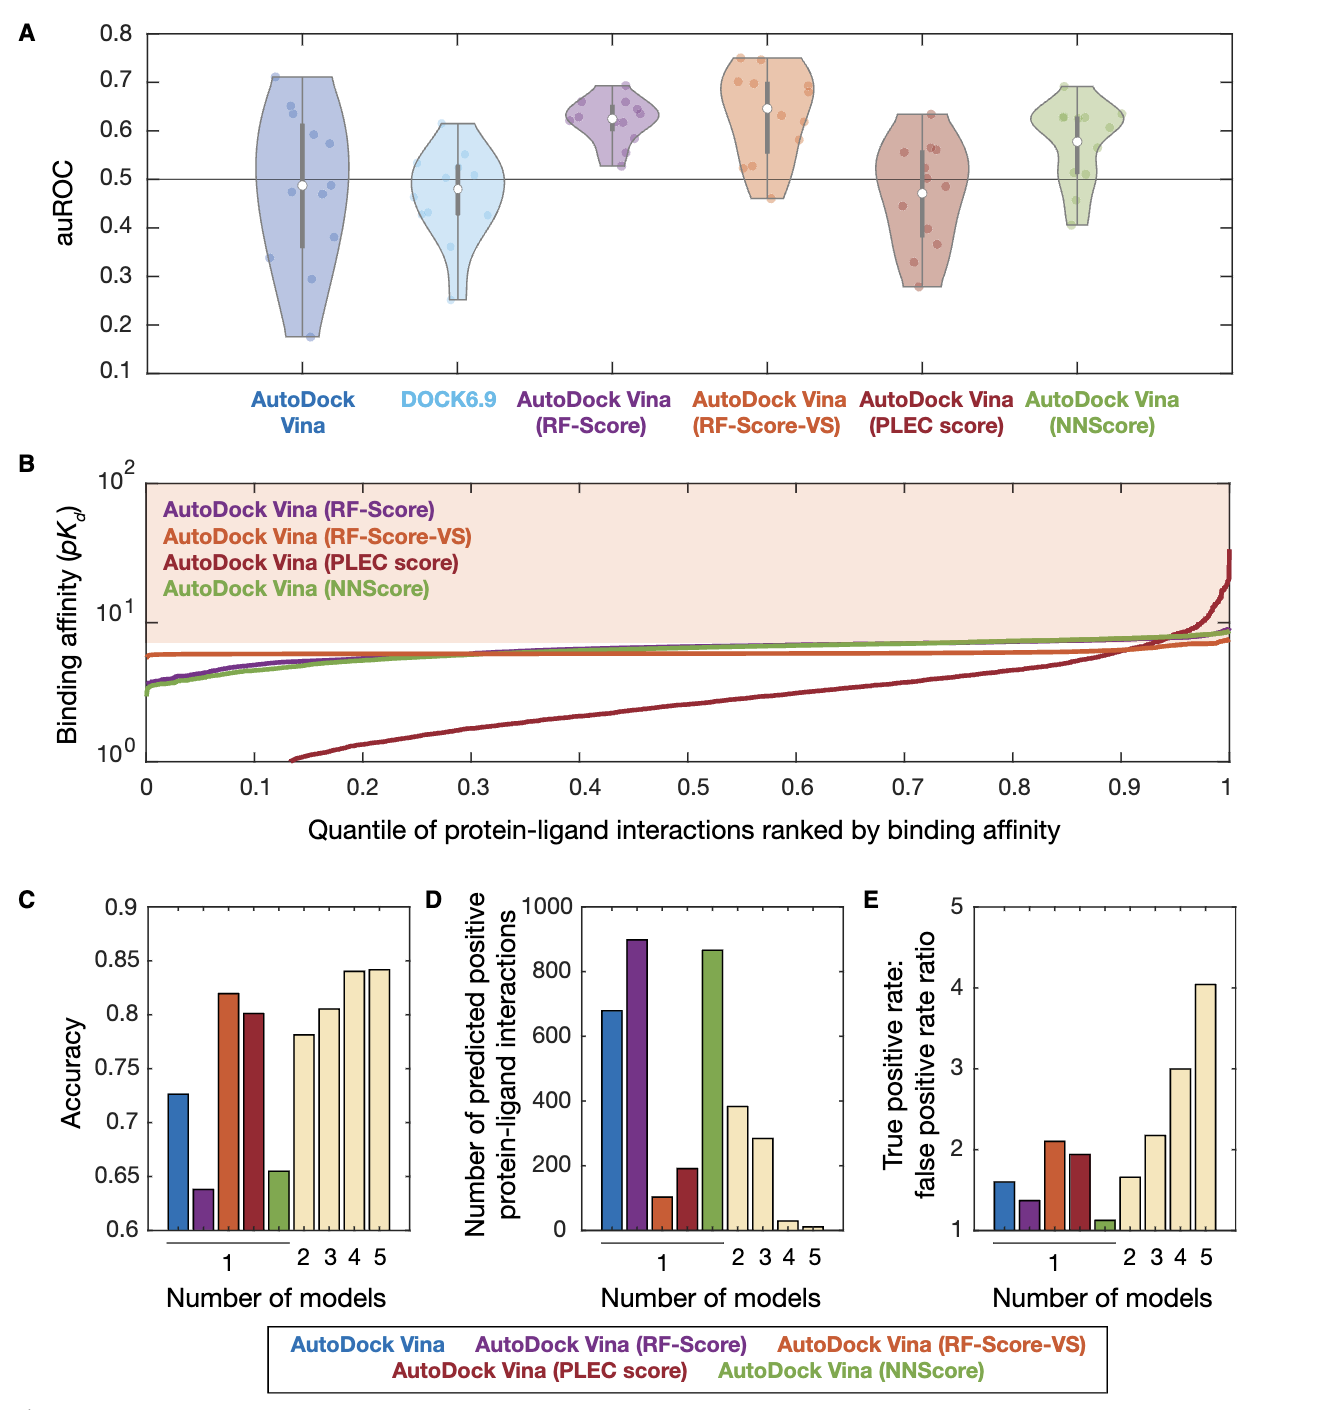 A
auROC
0.8
0.7
0.6
0.5
0.4
0.3
0.2
0.1
AutoDock Vina
DOCK6.9
AutoDock Vina (RF-Score)
AutoDock Vina (RF-Score-VS)
AutoDock Vina (PLEC score)
AutoDock Vina (NNScore)
B
Binding affinity (pKd)
10^2
10^1
10^0
AutoDock Vina (RF-Score)
AutoDock Vina (RF-Score-VS)
AutoDock Vina (PLEC score)
AutoDock Vina (NNScore)
0 0.1 0.2 0.3 0.4 0.5 0.6 0.7 0.8 0.9 1
Quantile of protein-ligand interactions ranked by binding affinity
C
Accuracy
0.9
0.85
0.8
0.75
0.7
0.65
0.6
1 2 3 4 5
Number of models
D
Number of predicted positive
protein-ligand interactions
1000
800
600
400
200
0
1 2 3 4 5
Number of models
E
True positive rate:
false positive rate ratio
5
4
3
2
1
1 2 3 4 5
Number of models
AutoDock Vina AutoDock Vina (RF-Score) AutoDock Vina (RF-Score-VS)
AutoDock Vina (PLEC score) AutoDock Vina (NNScore)